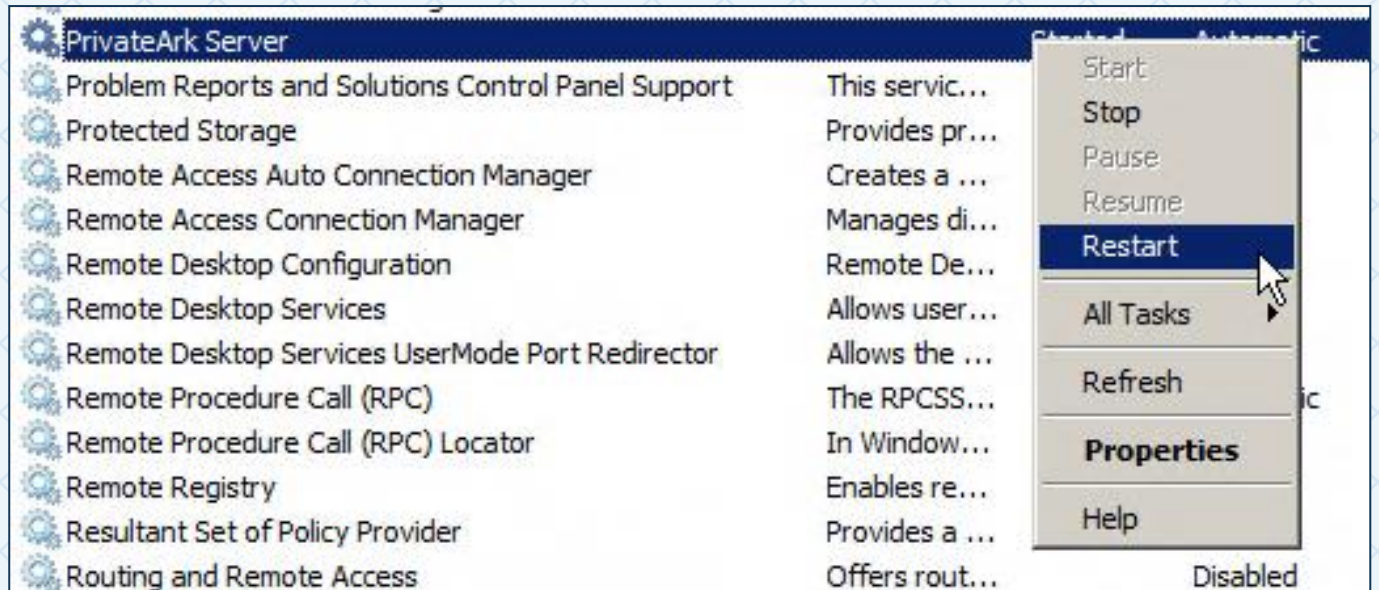 PrivateArk Server Started Automatic
Problem Reports and Solutions Control Panel Support This servic...
Start
Protected Storage Provides pr...
Stop
Remote Access Auto Connection Manager Creates a ...
Pause
Remote Access Connection Manager Manages di...
Resume
Remote Desktop Configuration Remote De...
Restart
Remote Desktop Services Allows user...
All Tasks
Remote Desktop Services UserMode Port Redirector Allows the ...
Refresh
Remote Procedure Call (RPC) The RPCSS... ic
Remote Procedure Call (RPC) Locator In Window...
Properties
Remote Registry Enables re...
Resultant Set of Policy Provider Provides a ...
Help
Routing and Remote Access Offers rout... Disabled